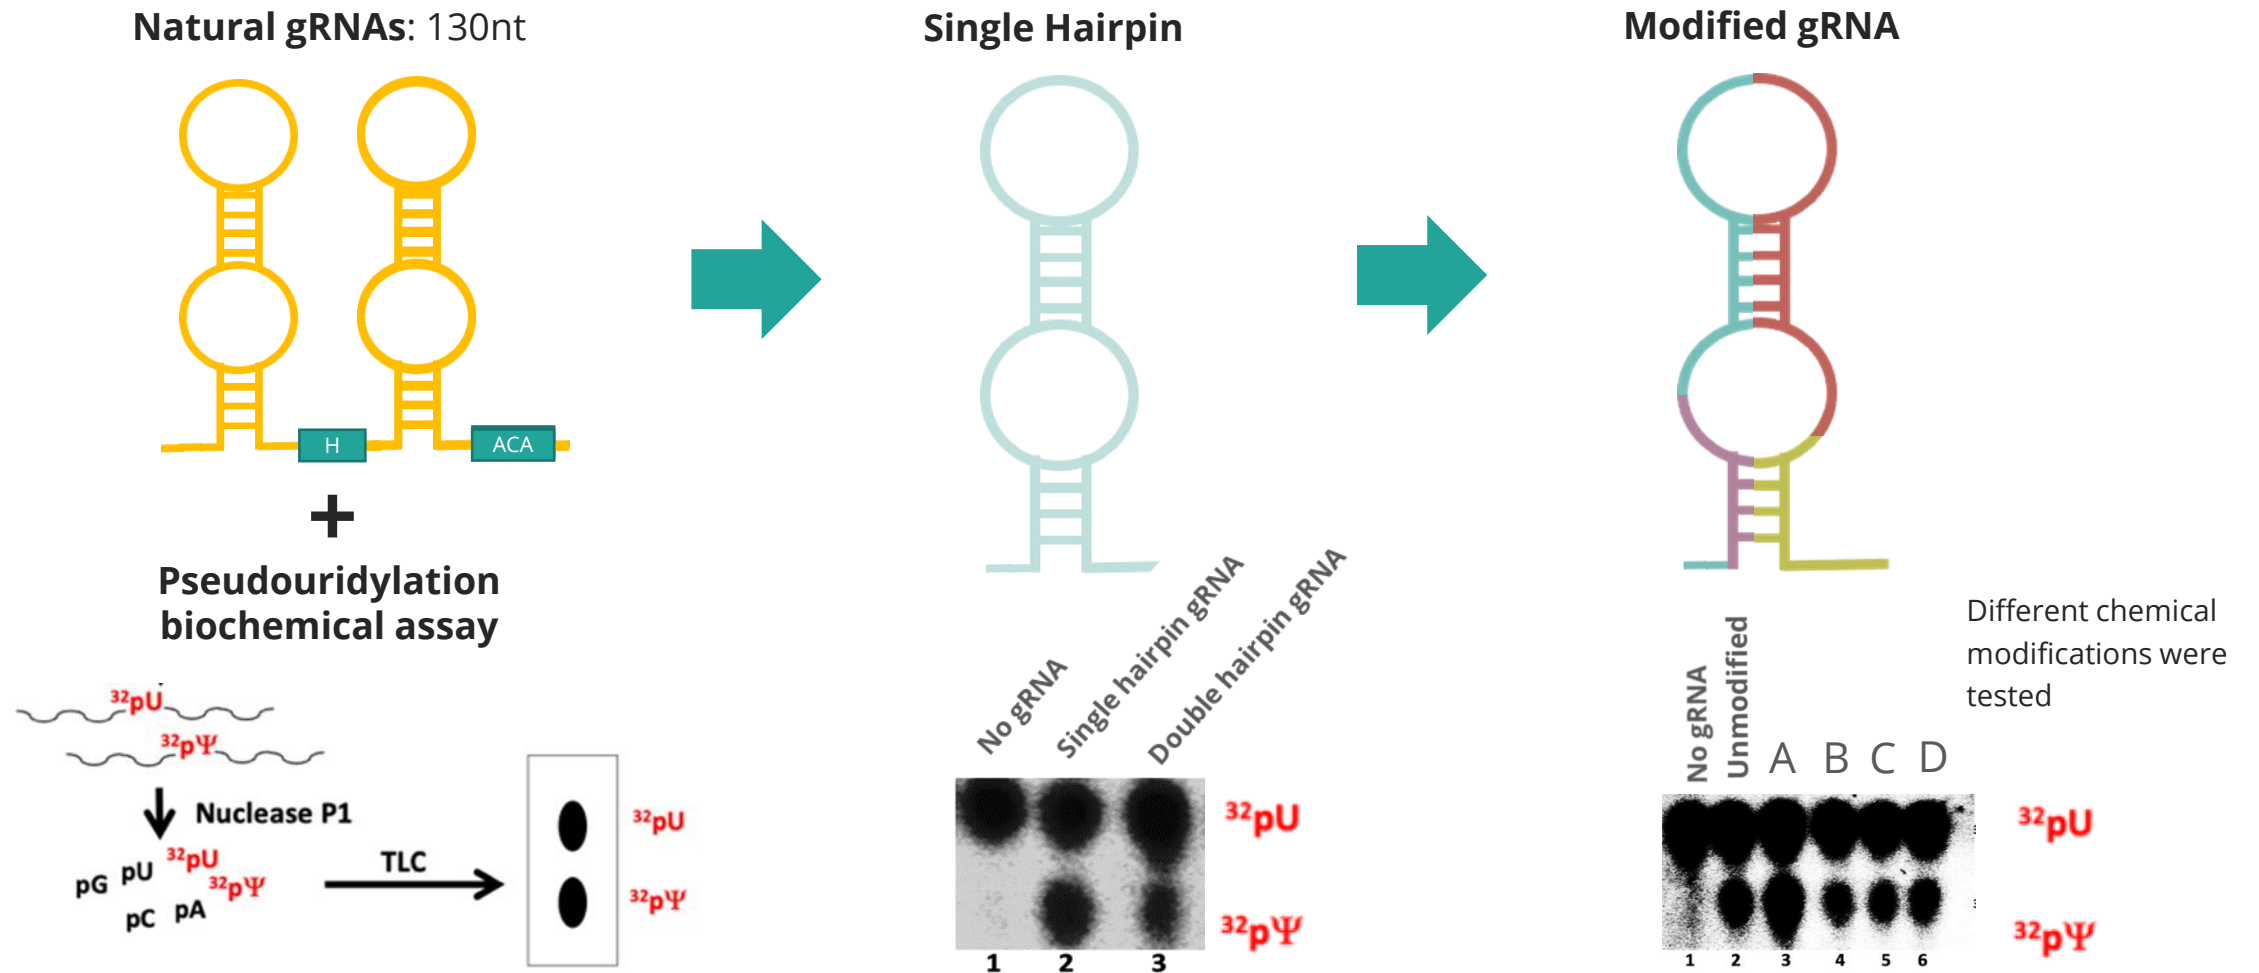 Natural gRNAs: 130nt
Single Hairpin
Modified gRNA
H
ACA
+
Pseudouridylation
biochemical assay
³²pU
³²pΨ
Nuclease P1
pG pU ³²pU
³²pΨ
pC pA
TLC
³²pU
³²pΨ
No gRNA
Single hairpin gRNA
Double hairpin gRNA
³²pU
³²pΨ
1 2 3
Different chemical
modifications were
tested
No gRNA
Unmodified
A B C D
³²pU
³²pΨ
1 2 3 4 5 6